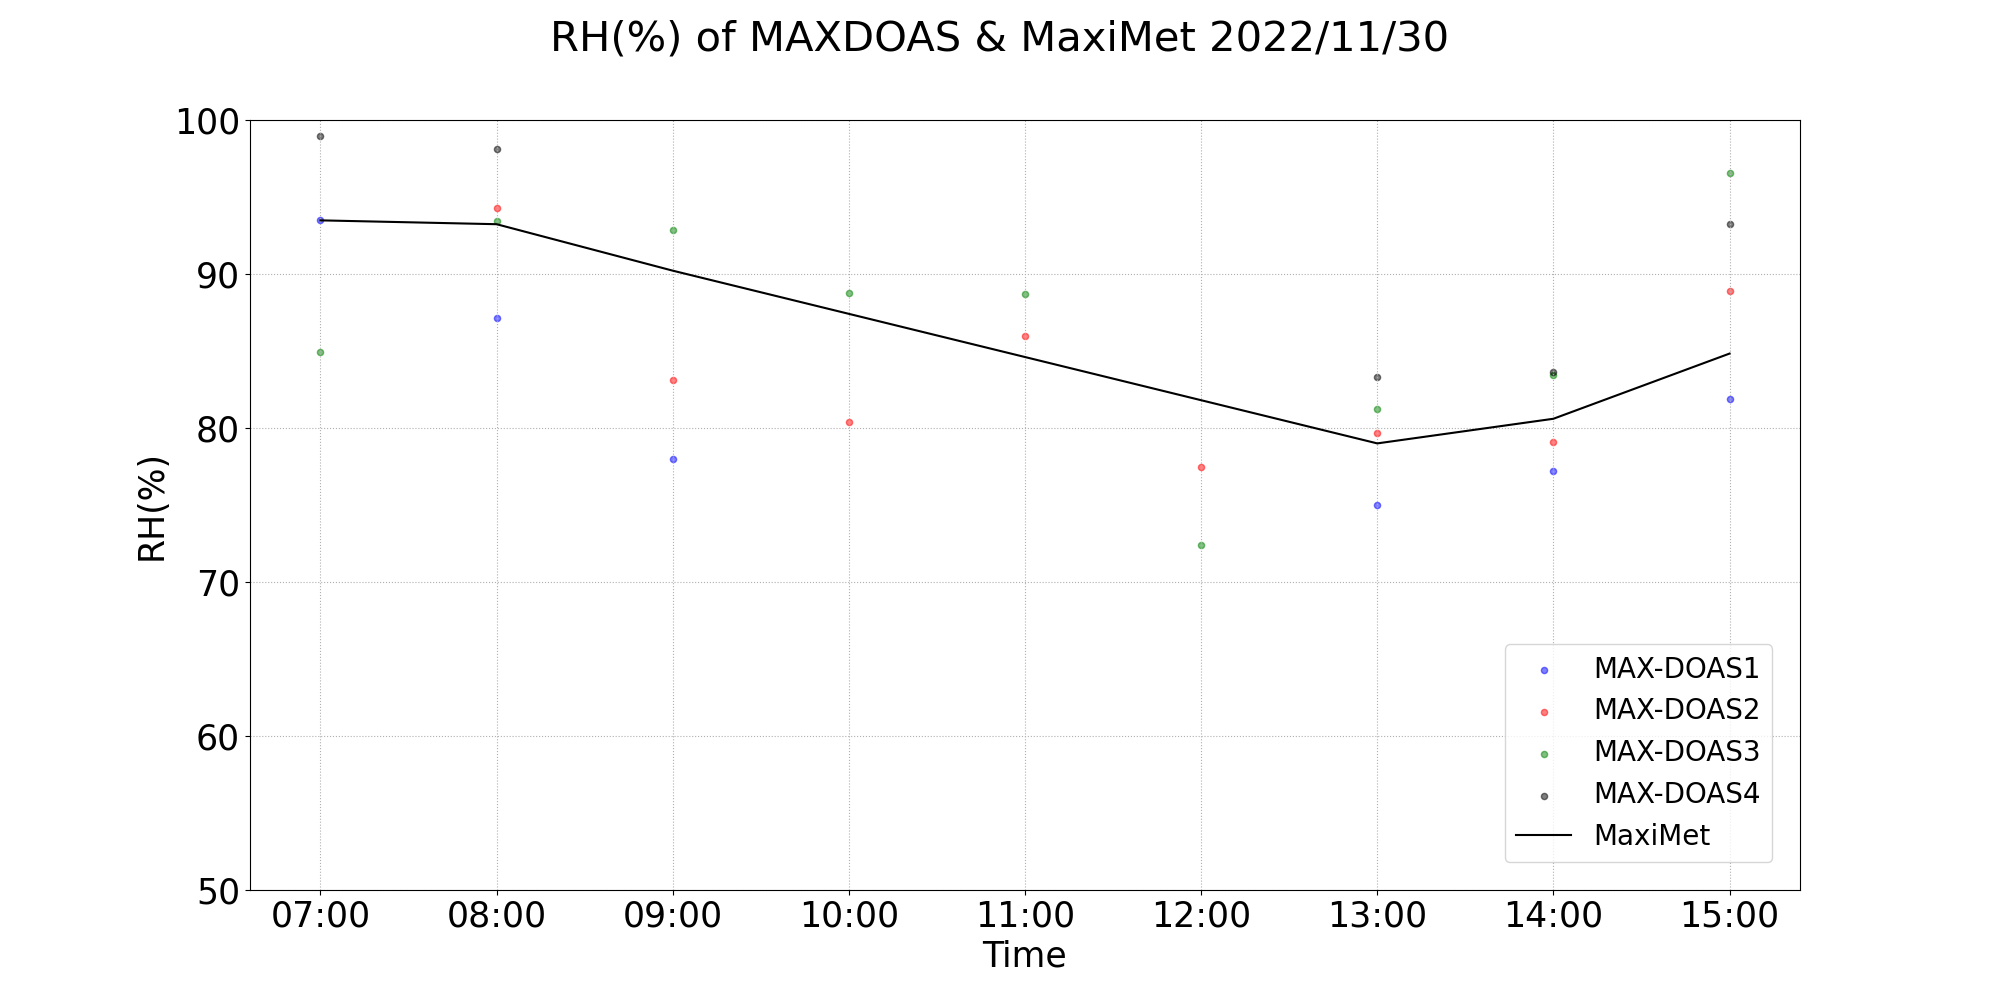 RH(%) of MAXDOAS & MaxiMet 2022/11/30
100
90
80
70
60
50
RH(%)
07:00 08:00 09:00 10:00 11:00 12:00 13:00 14:00 15:00
Time
MAX-DOAS1
MAX-DOAS2
MAX-DOAS3
MAX-DOAS4
MaxiMet